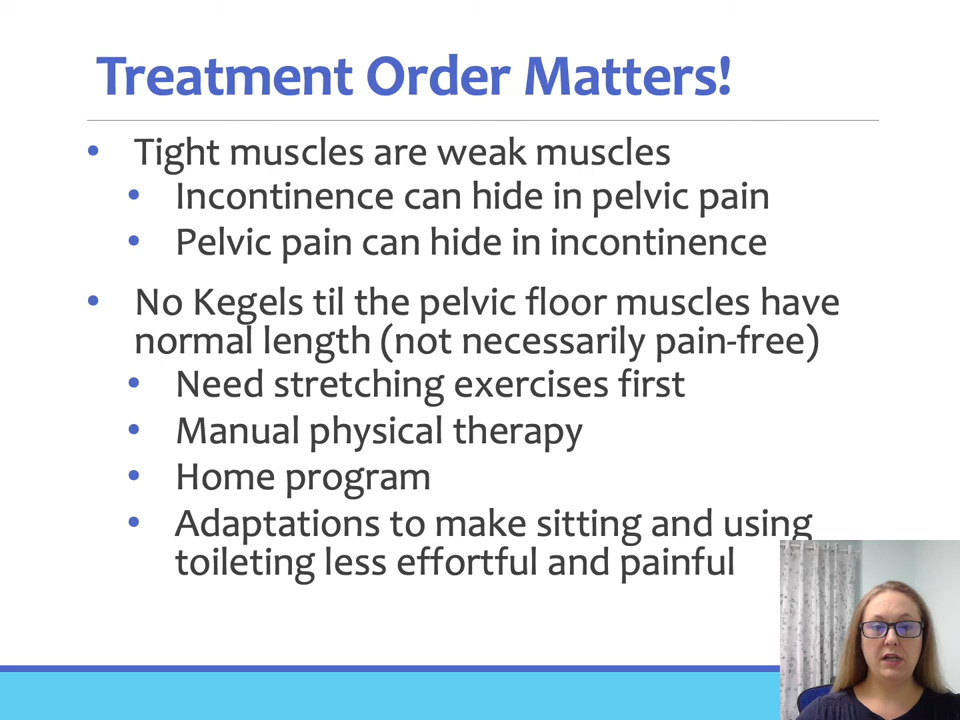 Treatment Order Matters!
• Tight muscles are weak muscles
• Incontinence can hide in pelvic pain
• Pelvic pain can hide in incontinence
• No Kegels til the pelvic floor muscles have
normal length (not necessarily pain-free)
• Need stretching exercises first
• Manual physical therapy
• Home program
• Adaptations to make sitting and using
toileting less effortful and painful